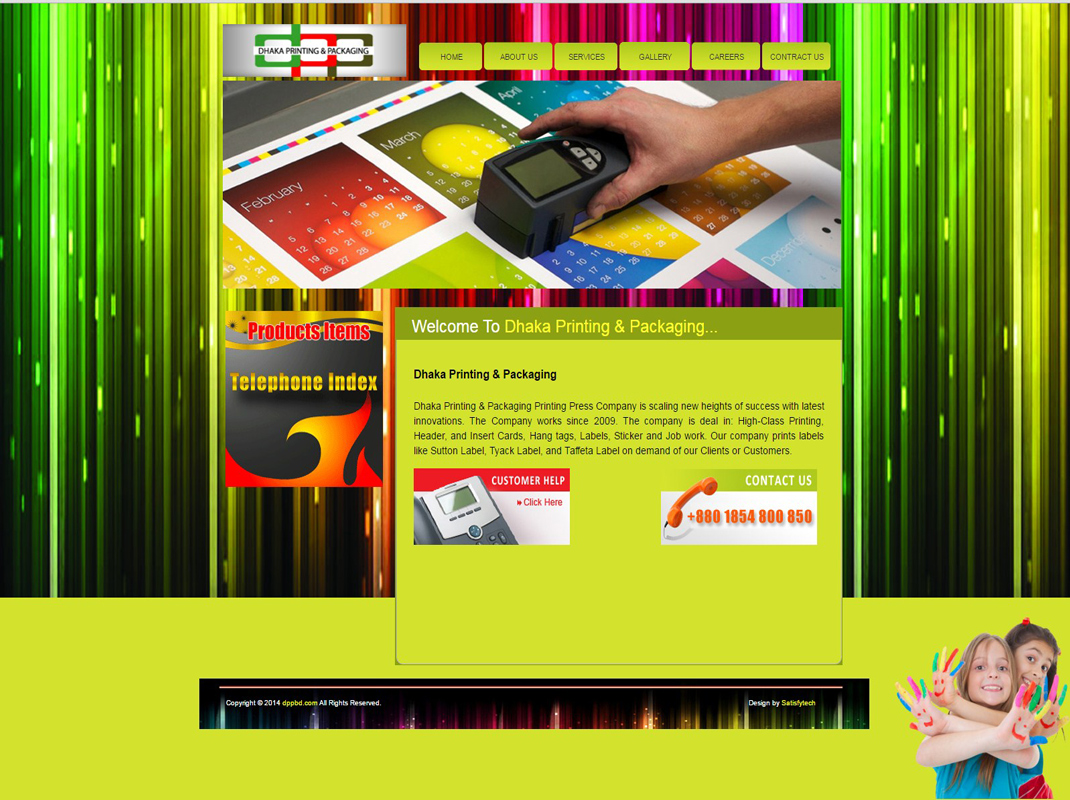 DHAKA PRINTING & PACKAGING
HOME
ABOUT US
SERVICES
GALLERY
CAREERS
CONTRACT US
April
March
February
Products Items
Telephone Index
Welcome To Dhaka Printing & Packaging...
Dhaka Printing & Packaging
Dhaka Printing & Packaging Printing Press Company is scaling new heights of success with latest
innovations. The Company works since 2009. The company is deal in: High-Class Printing,
Header, and Insert Cards, Hang tags, Labels, Sticker and Job work. Our company prints labels
like Sutton Label, Tyack Label, and Taffeta Label on demand of our Clients or Customers.
CUSTOMER HELP
Click Here
CONTACT US
+880 1854 800 850
Copyright © 2014 dppbd.com All Rights Reserved.
Design by Satisfytech